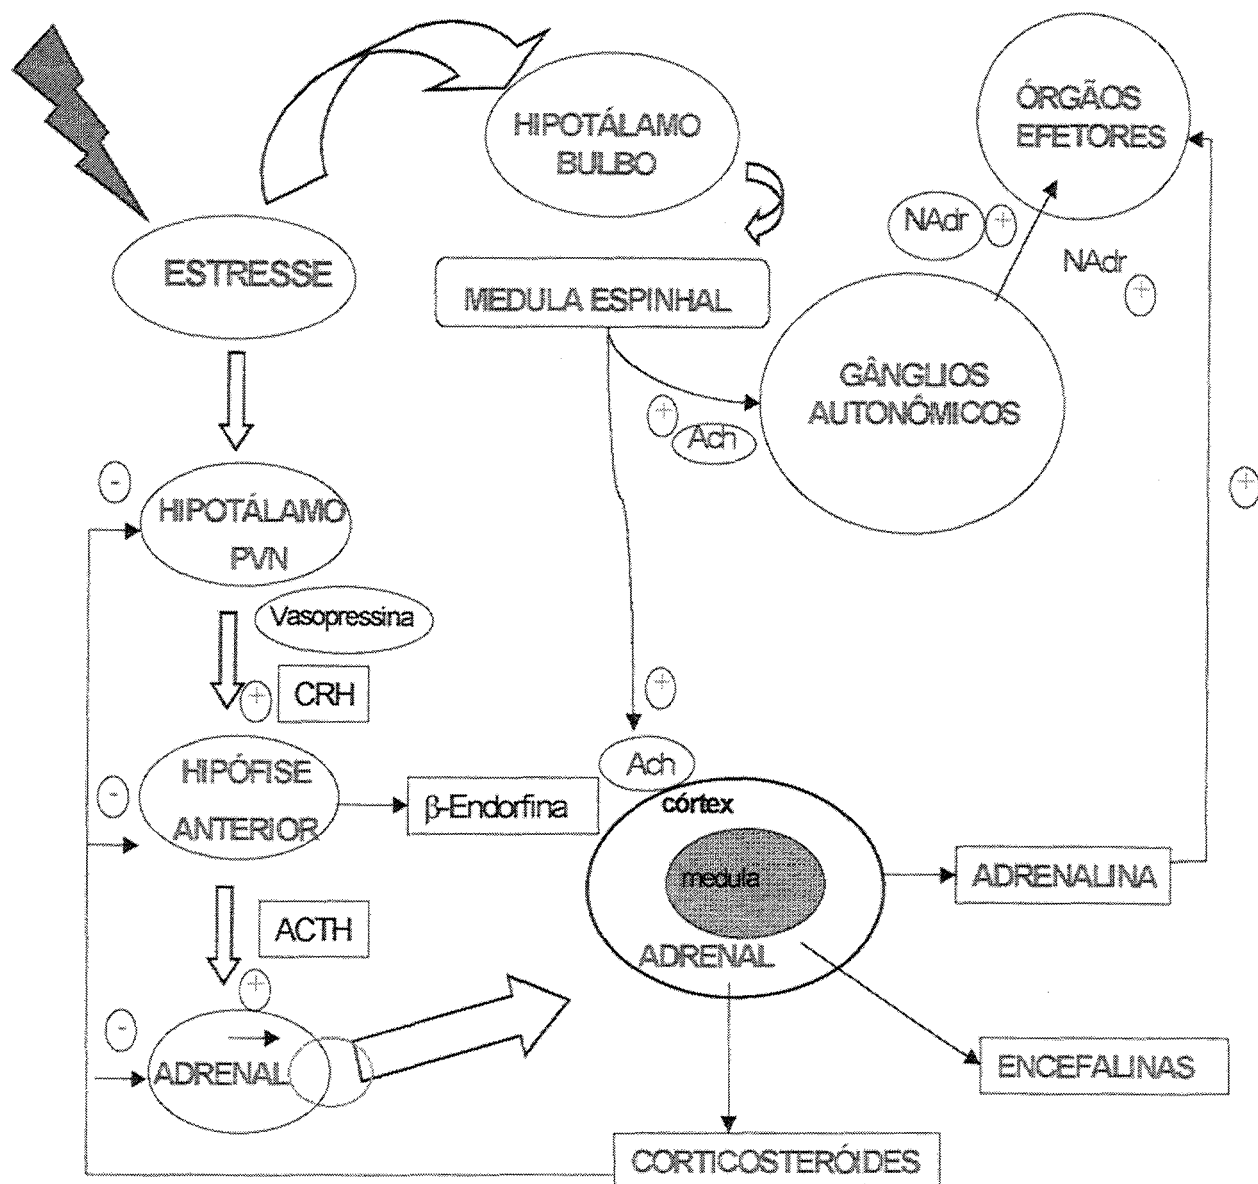 HIPOTÁLAMO
BULBO
ÓRGÃOS
EFETORES
NAdr
+
NAdr
+
ESTRESSE
MEDULA ESPINHAL
GÂNGLIOS
AUTONÔMICOS
+
Ach
-
HIPOTÁLAMO
PVN
+
Vasopressina
+
CRH
+
Ach
-
HIPÓFISE
ANTERIOR
β-Endorfina
córtex
medula
ADRENAL
ADRENALINA
ACTH
+
-
ADRENAL
ENCEFALINAS
CORTICOSTERÓIDES